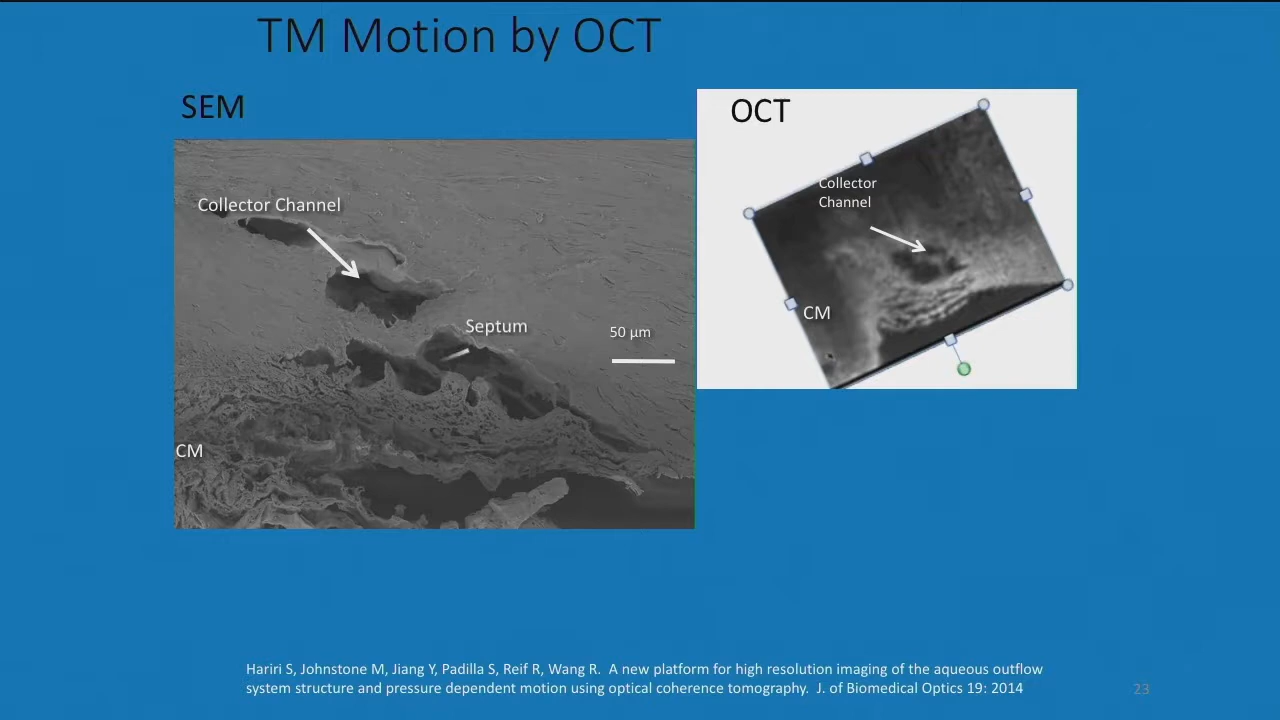 TM Motion by OCT
SEM
OCT
Collector Channel
Collector
Channel
Septum
50 µm
CM
CM
Hariri S, Johnstone M, Jiang Y, Padilla S, Reif R, Wang R. A new platform for high resolution imaging of the aqueous outflow
system structure and pressure dependent motion using optical coherence tomography. J. of Biomedical Optics 19: 2014
23